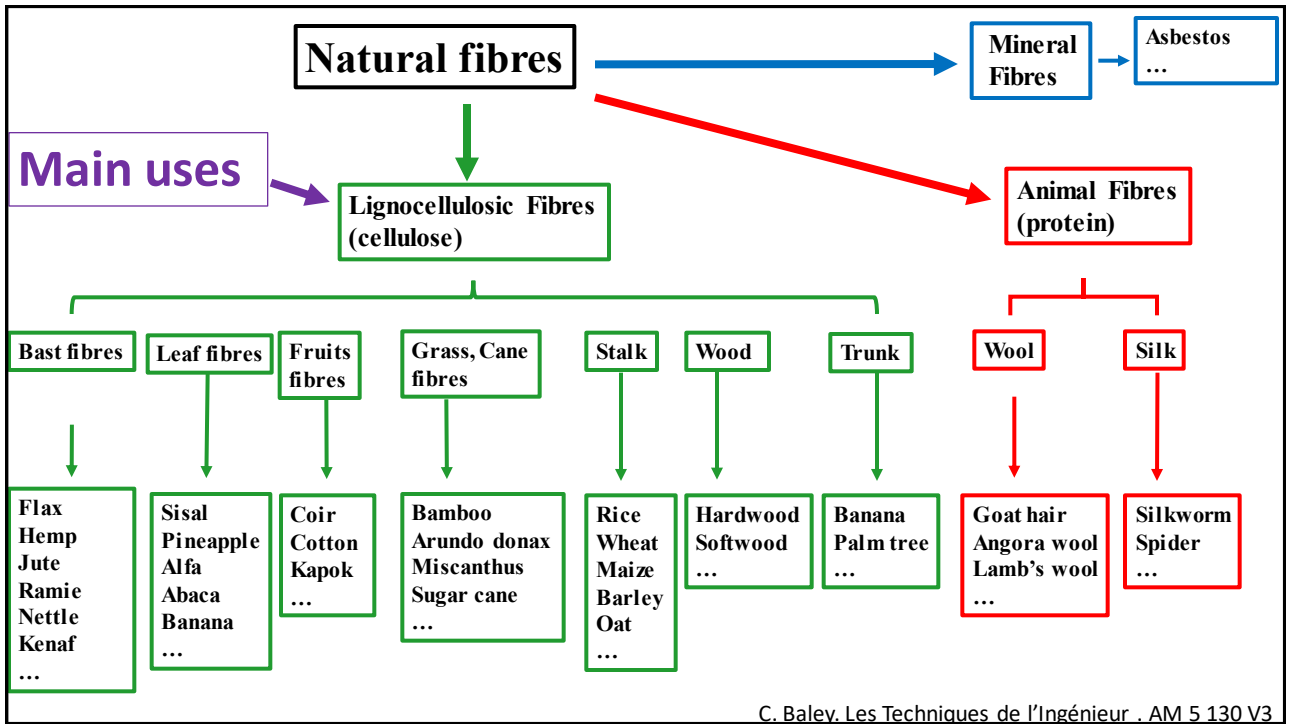 Natural fibres
Mineral
Fibres
Asbestos
…
Main uses
Lignocellulosic Fibres
(cellulose)
Animal Fibres
(protein)
Bast fibres
Leaf fibres
Fruits
fibres
Grass, Cane
fibres
Stalk
Wood
Trunk
Wool
Silk
Flax
Hemp
Jute
Ramie
Nettle
Kenaf
…
Sisal
Pineapple
Alfa
Abaca
Banana
…
Coir
Cotton
Kapok
…
Bamboo
Arundo donax
Miscanthus
Sugar cane
…
Rice
Wheat
Maize
Barley
Oat
…
Hardwood
Softwood
…
Banana
Palm tree
…
Goat hair
Angora wool
Lamb’s wool
…
Silkworm
Spider
…
C. Baley. Les Techniques de l’Ingénieur . AM 5 130 V3